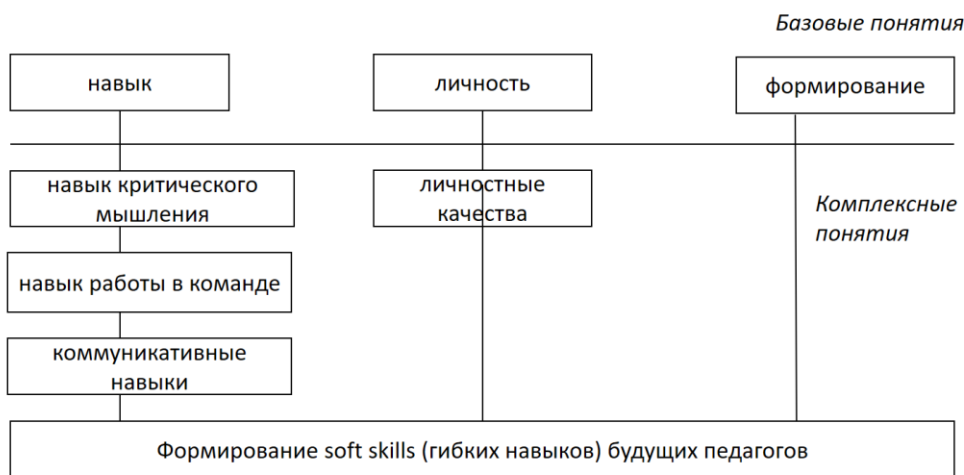 Базовые понятия
навык
личность
формирование
навык критического
мышления
личностные
качества
Комплексные
понятия
навык работы в команде
коммуникативные
навыки
Формирование soft skills (гибких навыков) будущих педагогов